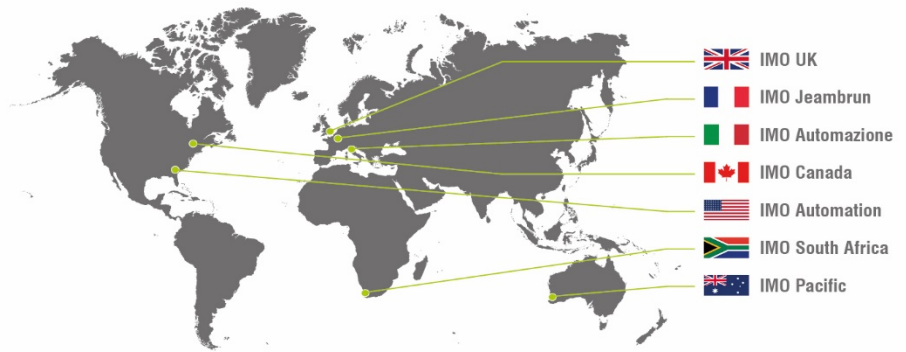 IMO UK
IMO Jeambrun
IMO Automazione
IMO Canada
IMO Automation
IMO South Africa
IMO Pacific